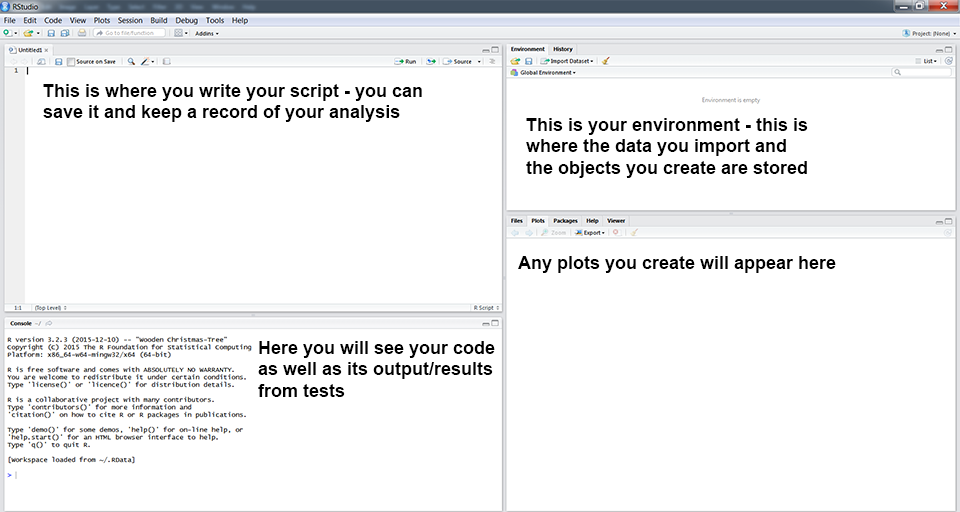 RStudio
File Edit Code View Plots Session Build Debug Tools Help
Go to file/function Addins Project: (None)
Untitled1
Source on Save Run Source
1
This is where you write your script - you can
save it and keep a record of your analysis
1:1 (Top Level) R Script
Console ~/
R version 3.2.3 (2015-12-10) -- "Wooden Christmas-Tree"
Copyright (C) 2015 The R Foundation for Statistical Computing
Platform: x86_64-w64-mingw32/x64 (64-bit)
R is free software and comes with ABSOLUTELY NO WARRANTY.
You are welcome to redistribute it under certain conditions.
Type 'license()' or 'licence()' for distribution details.
R is a collaborative project with many contributors.
Type 'contributors()' for more information and
'citation()' on how to cite R or R packages in publications.
Type 'demo()' for some demos, 'help()' for on-line help, or
'help.start()' for an HTML browser interface to help.
Type 'q()' to quit R.
[Workspace loaded from ~/.RData]
>
Here you will see your code
as well as its output/results
from tests
Environment History
Import Dataset List
Global Environment
Environment is empty
This is your environment - this is
where the data you import and
the objects you create are stored
Files Plots Packages Help Viewer
Zoom Export
Any plots you create will appear here